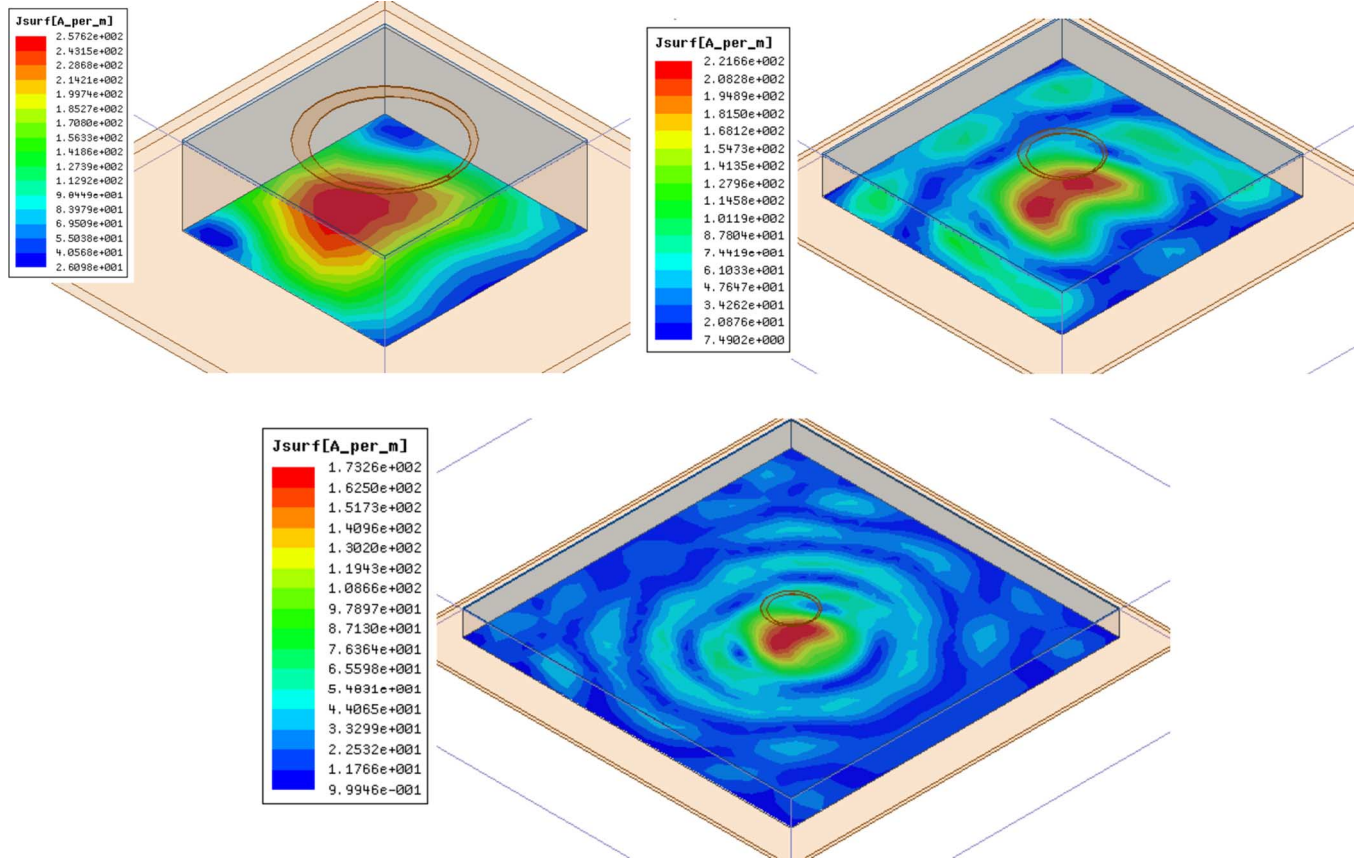 Jsurf[A_per_m]
2.5762e+002
2.4315e+002
2.2868e+002
2.1421e+002
1.9974e+002
1.8527e+002
1.7080e+002
1.5633e+002
1.4186e+002
1.2739e+002
1.1292e+002
9.8449e+001
8.3979e+001
6.9509e+001
5.5038e+001
4.0568e+001
2.6098e+001
Jsurf[A_per_m]
2.2166e+002
2.0828e+002
1.9489e+002
1.8150e+002
1.6812e+002
1.5473e+002
1.4135e+002
1.2796e+002
1.1458e+002
1.0119e+002
8.7804e+001
7.4419e+001
6.1033e+001
4.7647e+001
3.4262e+001
2.0876e+001
7.4902e+000
Jsurf[A_per_m]
1.7326e+002
1.6250e+002
1.5173e+002
1.4096e+002
1.3020e+002
1.1943e+002
1.0866e+002
9.7897e+001
8.7130e+001
7.6364e+001
6.5598e+001
5.4831e+001
4.4065e+001
3.3299e+001
2.2532e+001
1.1766e+001
9.9946e-001